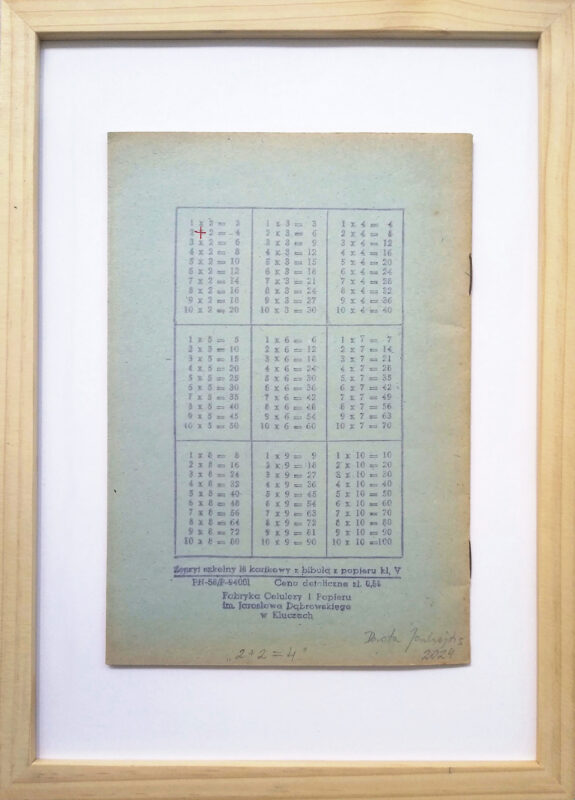 1 x 2 = 2
2 + 2 = 4
3 x 2 = 6
4 x 2 = 8
5 x 2 = 10
6 x 2 = 12
7 x 2 = 14
8 x 2 = 16
9 x 2 = 18
10 x 2 = 20
1 x 3 = 3
2 x 3 = 6
3 x 3 = 9
4 x 3 = 12
5 x 3 = 15
6 x 3 = 18
7 x 3 = 21
8 x 3 = 24
9 x 3 = 27
10 x 3 = 30
1 x 4 = 4
2 x 4 = 8
3 x 4 = 12
4 x 4 = 16
5 x 4 = 20
6 x 4 = 24
7 x 4 = 28
8 x 4 = 32
9 x 4 = 36
10 x 4 = 40
1 x 5 = 5
2 x 5 = 10
3 x 5 = 15
4 x 5 = 20
5 x 5 = 25
6 x 5 = 30
7 x 5 = 35
8 x 5 = 40
9 x 5 = 45
10 x 5 = 50
1 x 6 = 6
2 x 6 = 12
3 x 6 = 18
4 x 6 = 24
5 x 6 = 30
6 x 6 = 36
7 x 6 = 42
8 x 6 = 48
9 x 6 = 54
10 x 6 = 60
1 x 7 = 7
2 x 7 = 14
3 x 7 = 21
4 x 7 = 28
5 x 7 = 35
6 x 7 = 42
7 x 7 = 49
8 x 7 = 56
9 x 7 = 63
10 x 7 = 70
1 x 8 = 8
2 x 8 = 16
3 x 8 = 24
4 x 8 = 32
5 x 8 = 40
6 x 8 = 48
7 x 8 = 56
8 x 8 = 64
9 x 8 = 72
10 x 8 = 80
1 x 9 = 9
2 x 9 = 18
3 x 9 = 27
4 x 9 = 36
5 x 9 = 45
6 x 9 = 54
7 x 9 = 63
8 x 9 = 72
9 x 9 = 81
10 x 9 = 90
1 x 10 = 10
2 x 10 = 20
3 x 10 = 30
4 x 10 = 40
5 x 10 = 50
6 x 10 = 60
7 x 10 = 70
8 x 10 = 80
9 x 10 = 90
10 x 10 = 100
Zeszyt szkolny 16 kartkowy z bibułą z papieru kl. V
PN-56/P-94001 Cena detaliczna zł.
Fabryka Celulozy i Papieru
im. Jarosława Dąbrowskiego
w Kluczach
Dorota
2024
„2+2=4”